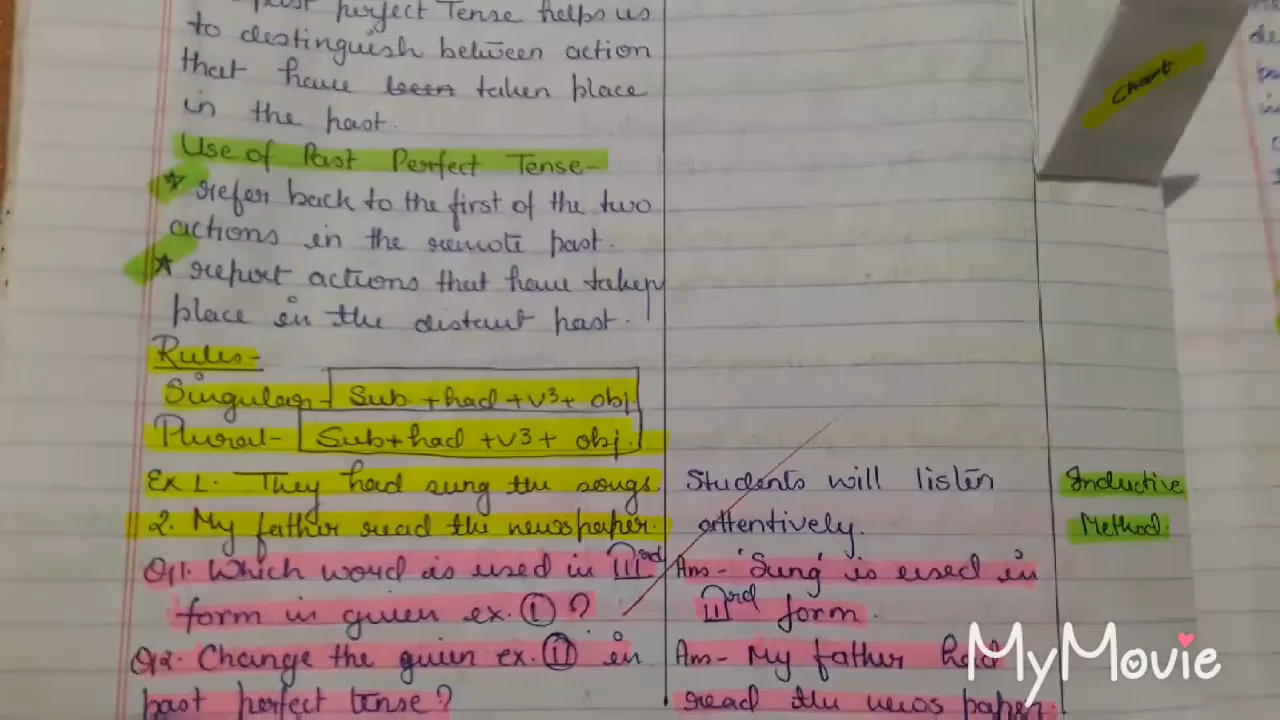 past perfect Tense helps us
to distinguish between action
that have been taken place
in the past.
Use of Past Perfect Tense-
* refer back to the first of the two
actions in the remote past.
* report actions that have taken
place in the distant past.
Rules-
Singular- Sub + had + v3 + obj.
Plural- Sub + had + v3 + obj.
Ex 1. They had sung the songs.
2. My father read the newspaper.
Q1. Which word is used in IIIrd
form in given ex. (I) ?
Q2. Change the given ex. (II) in
past perfect tense?
Students will listen
attentively.
Ans- 'Sung' is used in
IIIrd form.
Ans- My father had
read the news paper.
Chart
Inductive
Method.
MyMovie